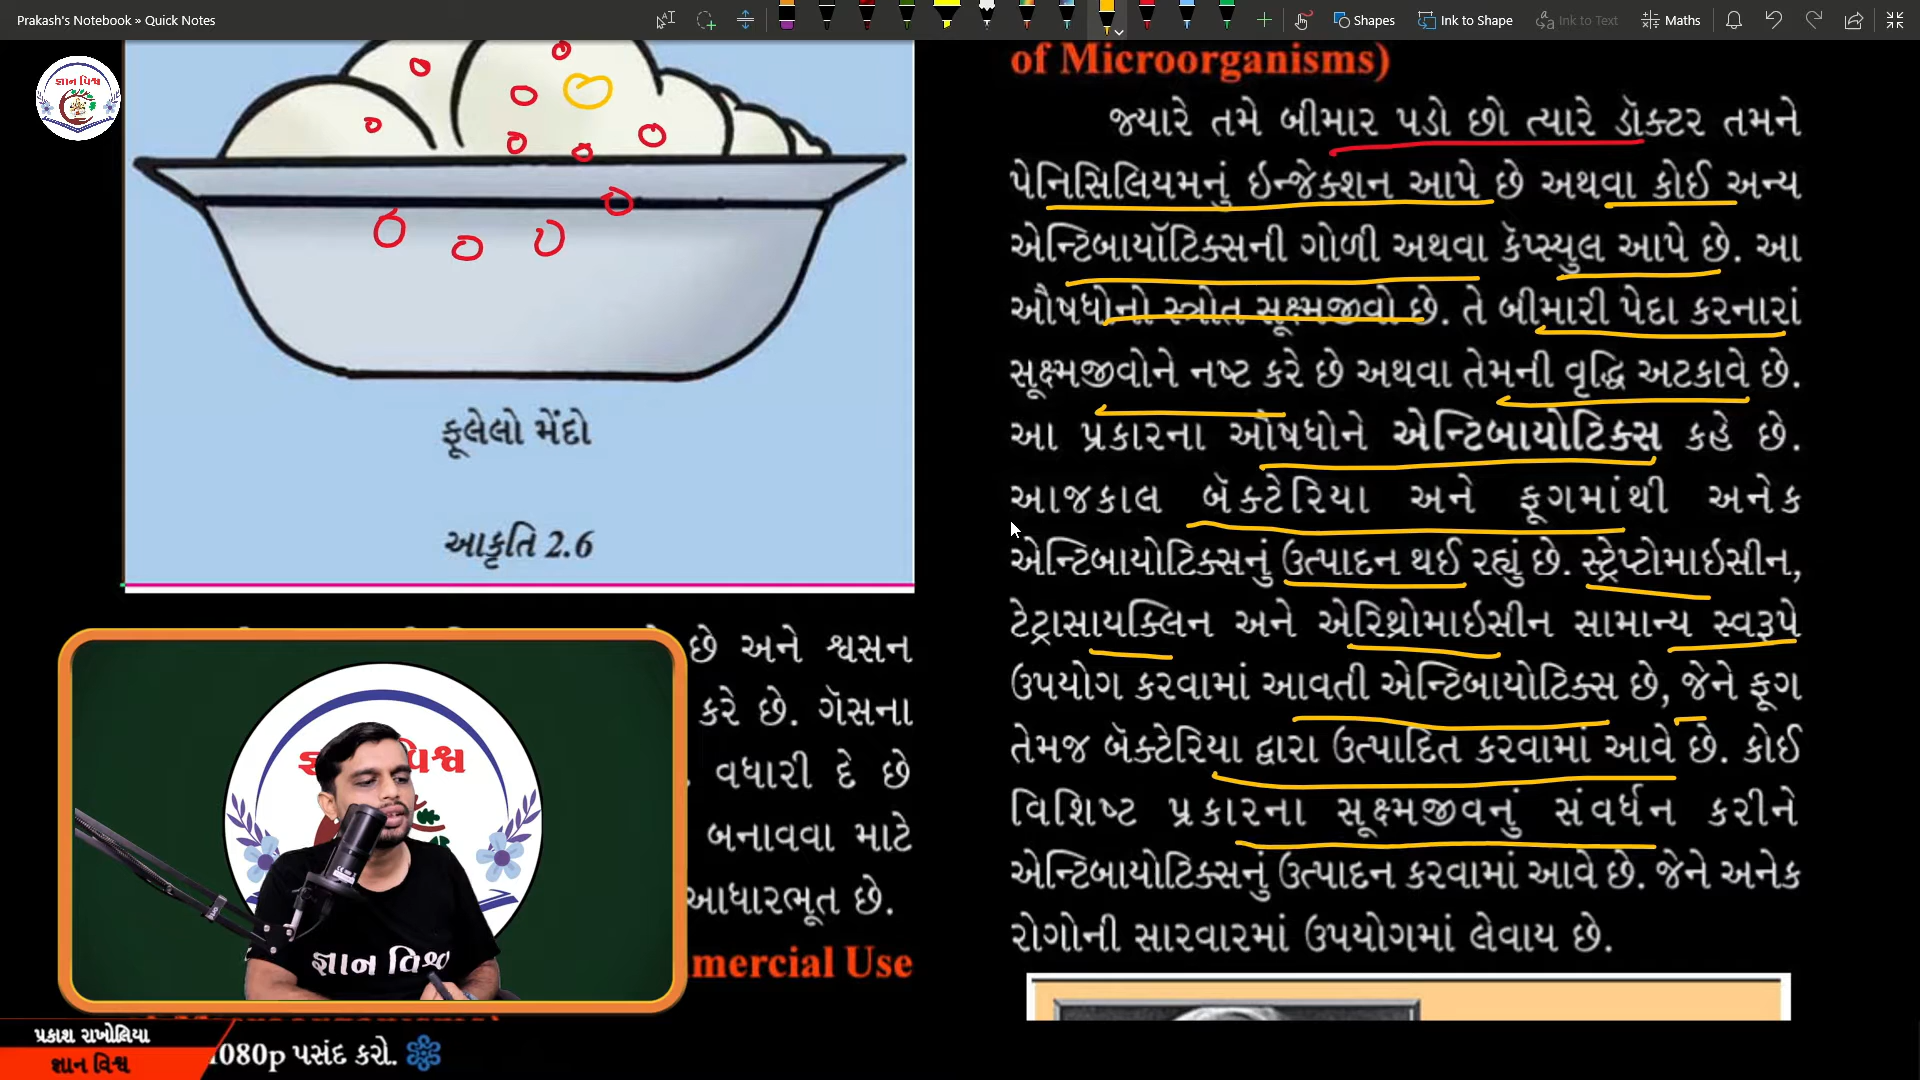 Prakash's Notebook » Quick Notes
Shapes
Ink to Shape
Ink to Text
Maths
જ્ઞાન વિશ્વ
ફૂલેલો મેંદો
આકૃતિ 2.6
છે અને શ્વસન
કરે છે. ગૅસના
વધારી દે છે
બનાવવા માટે
આધારભૂત છે.
mercial Use
of Microorganisms)
જ્યારે તમે બીમાર પડો છો ત્યારે ડૉક્ટર તમને
પેનિસિલિયમનું ઇન્જેક્શન આપે છે અથવા કોઈ અન્ય
એન્ટિબાયૉટિક્સની ગોળી અથવા કૅપ્સ્યુલ આપે છે. આ
ઔષધોનો સ્ત્રોત સૂક્ષ્મજીવો છે. તે બીમારી પેદા કરનારાં
સૂક્ષ્મજીવોને નષ્ટ કરે છે અથવા તેમની વૃદ્ધિ અટકાવે છે.
આ પ્રકારના ઔષધોને એન્ટિબાયોટિક્સ કહે છે.
આજકાલ બૅક્ટેરિયા અને ફૂગમાંથી અનેક
એન્ટિબાયોટિક્સનું ઉત્પાદન થઈ રહ્યું છે. સ્ટ્રેપ્ટોમાઇસીન,
ટેટ્રાસાયક્લિન અને એરિથ્રોમાઇસીન સામાન્ય સ્વરૂપે
ઉપયોગ કરવામાં આવતી એન્ટિબાયોટિક્સ છે, જેને ફૂગ
તેમજ બૅક્ટેરિયા દ્વારા ઉત્પાદિત કરવામાં આવે છે. કોઈ
વિશિષ્ટ પ્રકારના સૂક્ષ્મજીવનું સંવર્ધન કરીને
એન્ટિબાયોટિક્સનું ઉત્પાદન કરવામાં આવે છે. જેને અનેક
રોગોની સારવારમાં ઉપયોગમાં લેવાય છે.
જ્ઞાન વિશ્વ
પ્રકાશ રાખોલિયા
જ્ઞાન વિશ્વ
1080p પસંદ કરો.